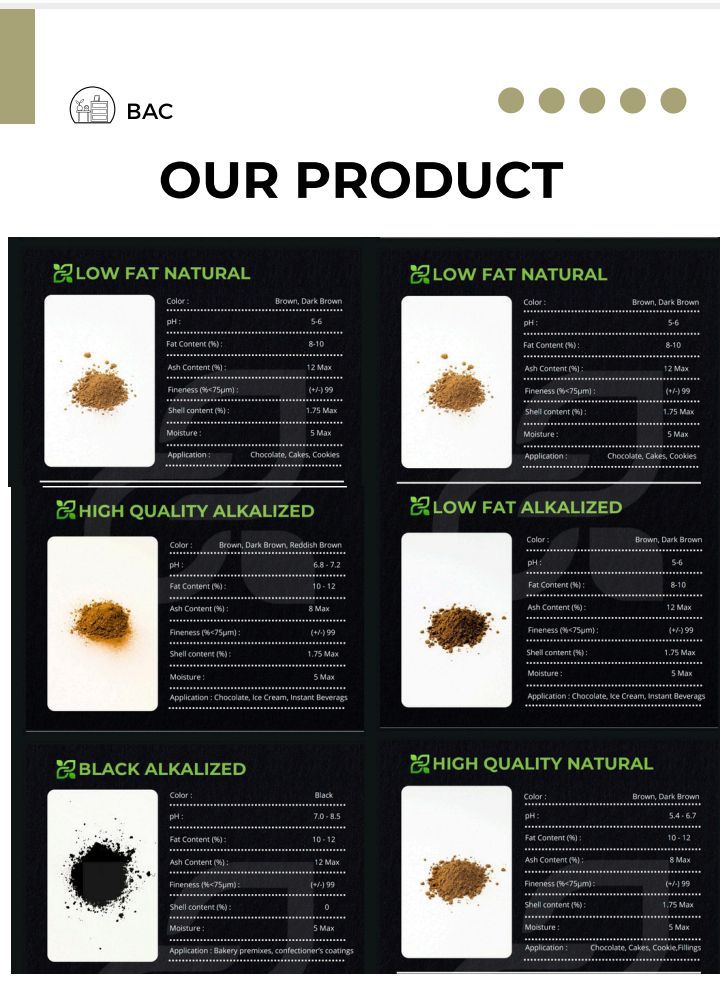 BAC
OUR PRODUCT
LOW FAT NATURAL
Color : Brown, Dark Brown
pH : 5-6
Fat Content (%) : 8-10
Ash Content (%) : 12 Max
Fineness (%<75μm) : (+/-) 99
Shell content (%) : 1.75 Max
Moisture : 5 Max
Application : Chocolate, Cakes, Cookies
LOW FAT NATURAL
Color : Brown, Dark Brown
pH : 5-6
Fat Content (%) : 8-10
Ash Content (%) : 12 Max
Fineness (%<75μm) : (+/-) 99
Shell content (%) : 1.75 Max
Moisture : 5 Max
Application : Chocolate, Cakes, Cookies
HIGH QUALITY ALKALIZED
Color : Brown, Dark Brown, Reddish Brown
pH : 6.8 - 7.2
Fat Content (%) : 10 - 12
Ash Content (%) : 8 Max
Fineness (%<75μm) : (+/-) 99
Shell content (%) : 1.75 Max
Moisture : 5 Max
Application : Chocolate, Ice Cream, Instant Beverags
LOW FAT ALKALIZED
Color : Brown, Dark Brown
pH : 5-6
Fat Content (%) : 8-10
Ash Content (%) : 12 Max
Fineness (%<75μm) : (+/-) 99
Shell content (%) : 1.75 Max
Moisture : 5 Max
Application : Chocolate, Ice Cream, Instant Beverags
BLACK ALKALIZED
Color : Black
pH : 7.0 - 8.5
Fat Content (%) : 10 - 12
Ash Content (%) : 12 Max
Fineness (%<75μm) : (+/-) 99
Shell content (%) : 0
Moisture : 5 Max
Application : Bakery premixes, confectioner's coatings
HIGH QUALITY NATURAL
Color : Brown, Dark Brown
pH : 5.4 - 6.7
Fat Content (%) : 10 - 12
Ash Content (%) : 8 Max
Fineness (%<75μm) : (+/-) 99
Shell content (%) : 1.75 Max
Moisture : 5 Max
Application : Chocolate, Cakes, Cookie,Fillings